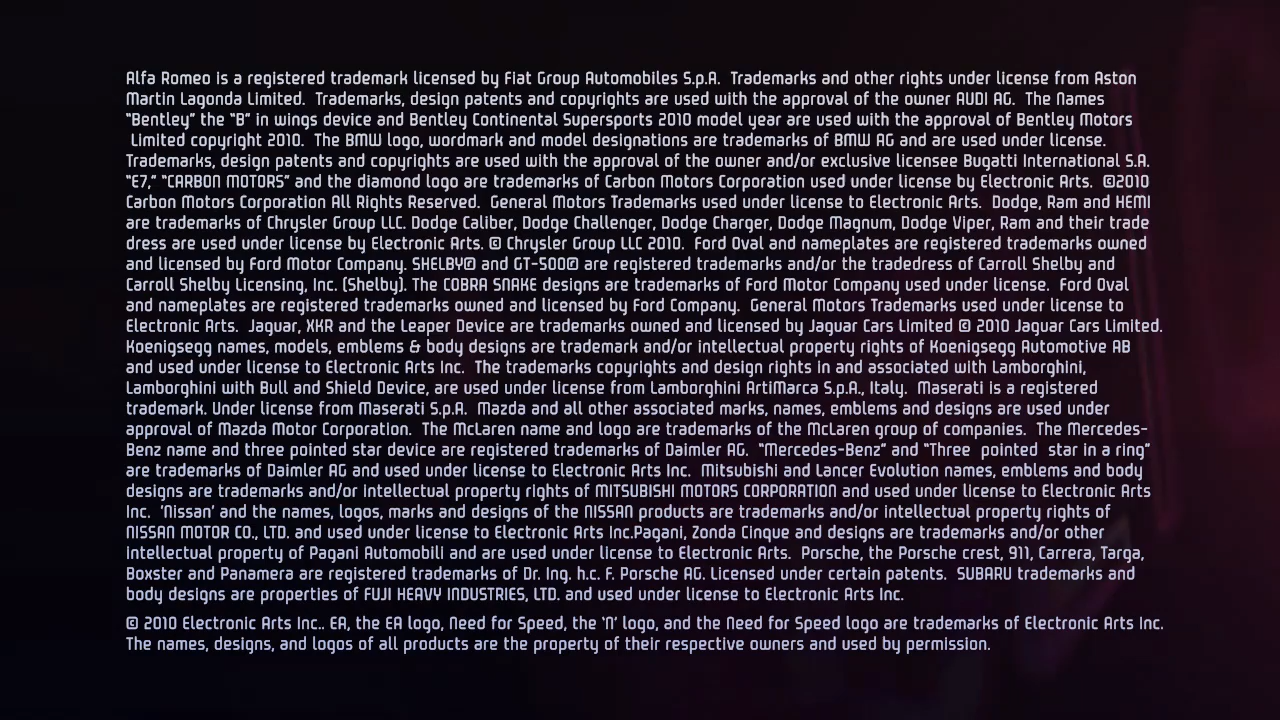 Alfa Romeo is a registered trademark licensed by Fiat Group Automobiles S.p.A.  Trademarks and other rights under license from Aston
Martin Lagonda Limited.  Trademarks, design patents and copyrights are used with the approval of the owner AUDI AG.  The Names
“Bentley” the “B” in wings device and Bentley Continental Supersports 2010 model year are used with the approval of Bentley Motors
Limited copyright 2010.  The BMW logo, wordmark and model designations are trademarks of BMW AG and are used under license.
Trademarks, design patents and copyrights are used with the approval of the owner and/or exclusive licensee Bugatti International S.A.
“E7,” “CARBON MOTORS” and the diamond logo are trademarks of Carbon Motors Corporation used under license by Electronic Arts.  ©2010
Carbon Motors Corporation All Rights Reserved.  General Motors Trademarks used under license to Electronic Arts.  Dodge, Ram and HEMI
are trademarks of Chrysler Group LLC. Dodge Caliber, Dodge Challenger, Dodge Charger, Dodge Magnum, Dodge Viper, Ram and their trade
dress are used under license by Electronic Arts. © Chrysler Group LLC 2010.  Ford Oval and nameplates are registered trademarks owned
and licensed by Ford Motor Company. SHELBY® and GT-500® are registered trademarks and/or the tradedress of Carroll Shelby and
Carroll Shelby Licensing, Inc. (Shelby). The COBRA SNAKE designs are trademarks of Ford Motor Company used under license.  Ford Oval
and nameplates are registered trademarks owned and licensed by Ford Company.  General Motors Trademarks used under license to
Electronic Arts.  Jaguar, XKR and the Leaper Device are trademarks owned and licensed by Jaguar Cars Limited © 2010 Jaguar Cars Limited.
Koenigsegg names, models, emblems & body designs are trademark and/or intellectual property rights of Koenigsegg Automotive AB
and used under license to Electronic Arts Inc.  The trademarks copyrights and design rights in and associated with Lamborghini,
Lamborghini with Bull and Shield Device, are used under license from Lamborghini ArtiMarca S.p.A., Italy.  Maserati is a registered
trademark. Under license from Maserati S.p.A.  Mazda and all other associated marks, names, emblems and designs are used under
approval of Mazda Motor Corporation.  The McLaren name and logo are trademarks of the McLaren group of companies.  The Mercedes-
Benz name and three pointed star device are registered trademarks of Daimler AG.  “Mercedes-Benz” and “Three  pointed  star in a ring”
are trademarks of Daimler AG and used under license to Electronic Arts Inc.  Mitsubishi and Lancer Evolution names, emblems and body
designs are trademarks and/or intellectual property rights of MITSUBISHI MOTORS CORPORATION and used under license to Electronic Arts
Inc.  ‘Nissan’ and the names, logos, marks and designs of the NISSAN products are trademarks and/or intellectual property rights of
NISSAN MOTOR CO., LTD. and used under license to Electronic Arts Inc.Pagani, Zonda Cinque and designs are trademarks and/or other
intellectual property of Pagani Automobili and are used under license to Electronic Arts.  Porsche, the Porsche crest, 911, Carrera, Targa,
Boxster and Panamera are registered trademarks of Dr. Ing. h.c. F. Porsche AG. Licensed under certain patents.  SUBARU trademarks and
body designs are properties of FUJI HEAVY INDUSTRIES, LTD. and used under license to Electronic Arts Inc.
© 2010 Electronic Arts Inc.. EA, the EA logo, Need for Speed, the ‘N’ logo, and the Need for Speed logo are trademarks of Electronic Arts Inc.
The names, designs, and logos of all products are the property of their respective owners and used by permission.